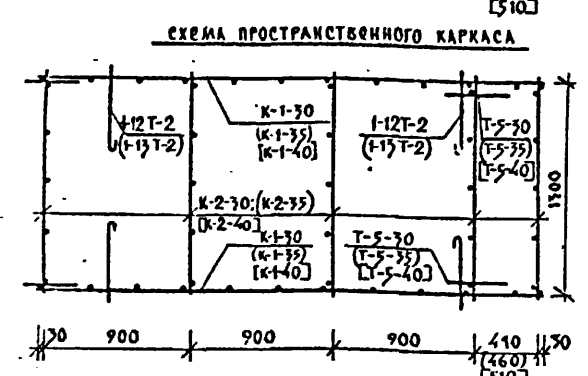 [510]
СХЕМА ПРОСТРАНСТВЕННОГО КАРКАСА
1-12Т-2
(1-13Т-2)
К-1-30
(К-1-35)
[К-1-40]
1-12Т-2
(1-13Т-2)
Т-5-30
(Т-5-35)
[Т-5-40]
К-2-30; (К-2-35)
[К-2-40]
К-1-30
(К-1-35)
[К-1-40]
Т-5-30
(Т-5-35)
[Т-5-40]
1300
30 900 900 900 410 30
(460)
[510]